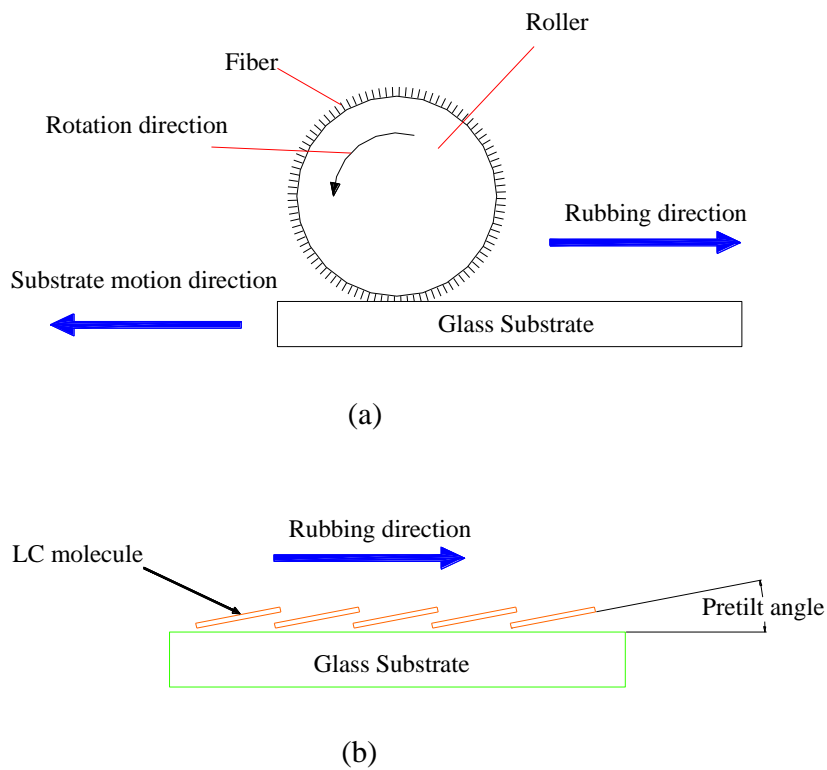 Roller
Fiber
Rotation direction
Rubbing direction
Substrate motion direction
Glass Substrate
(a)
Rubbing direction
LC molecule
Pretilt angle
Glass Substrate
(b)